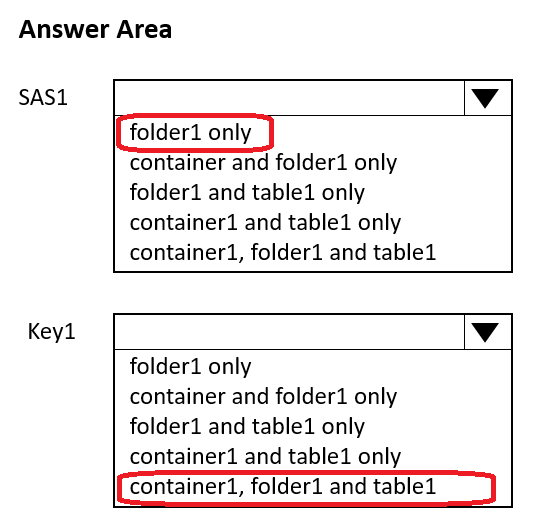 Answer Area
SAS1
folder1 only
container and folder1 only
folder1 and table1 only
container1 and table1 only
container1, folder1 and table1
Key1
folder1 only
container and folder1 only
folder1 and table1 only
container1 and table1 only
container1, folder1 and table1